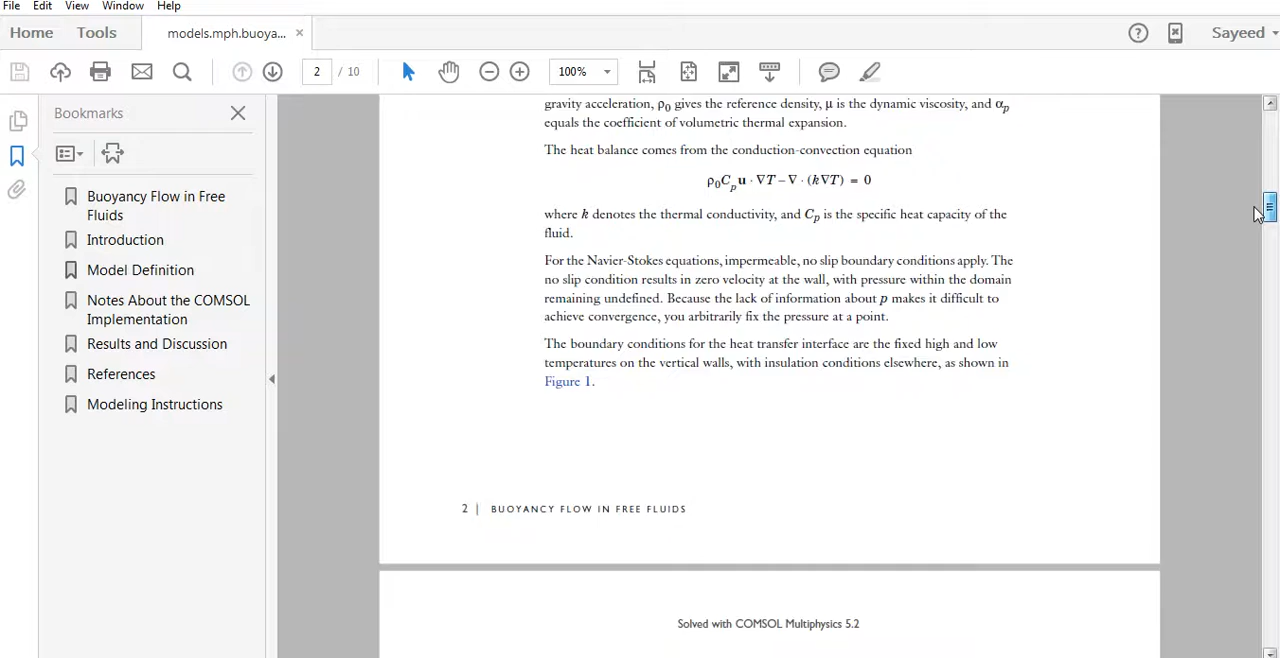 File Edit View Window Help
Home Tools models.mph.buoya... × Sayeed
2 / 10 100%
Bookmarks
Buoyancy Flow in Free
Fluids
Introduction
Model Definition
Notes About the COMSOL
Implementation
Results and Discussion
References
Modeling Instructions
gravity acceleration, ρ0 gives the reference density, μ is the dynamic viscosity, and αp
equals the coefficient of volumetric thermal expansion.
The heat balance comes from the conduction-convection equation
ρ0Cpu · ∇T – ∇ · (k∇T) = 0
where k denotes the thermal conductivity, and Cp is the specific heat capacity of the
fluid.
For the Navier-Stokes equations, impermeable, no slip boundary conditions apply. The
no slip condition results in zero velocity at the wall, with pressure within the domain
remaining undefined. Because the lack of information about p makes it difficult to
achieve convergence, you arbitrarily fix the pressure at a point.
The boundary conditions for the heat transfer interface are the fixed high and low
temperatures on the vertical walls, with insulation conditions elsewhere, as shown in
Figure 1.
2 | BUOYANCY FLOW IN FREE FLUIDS
Solved with COMSOL Multiphysics 5.2